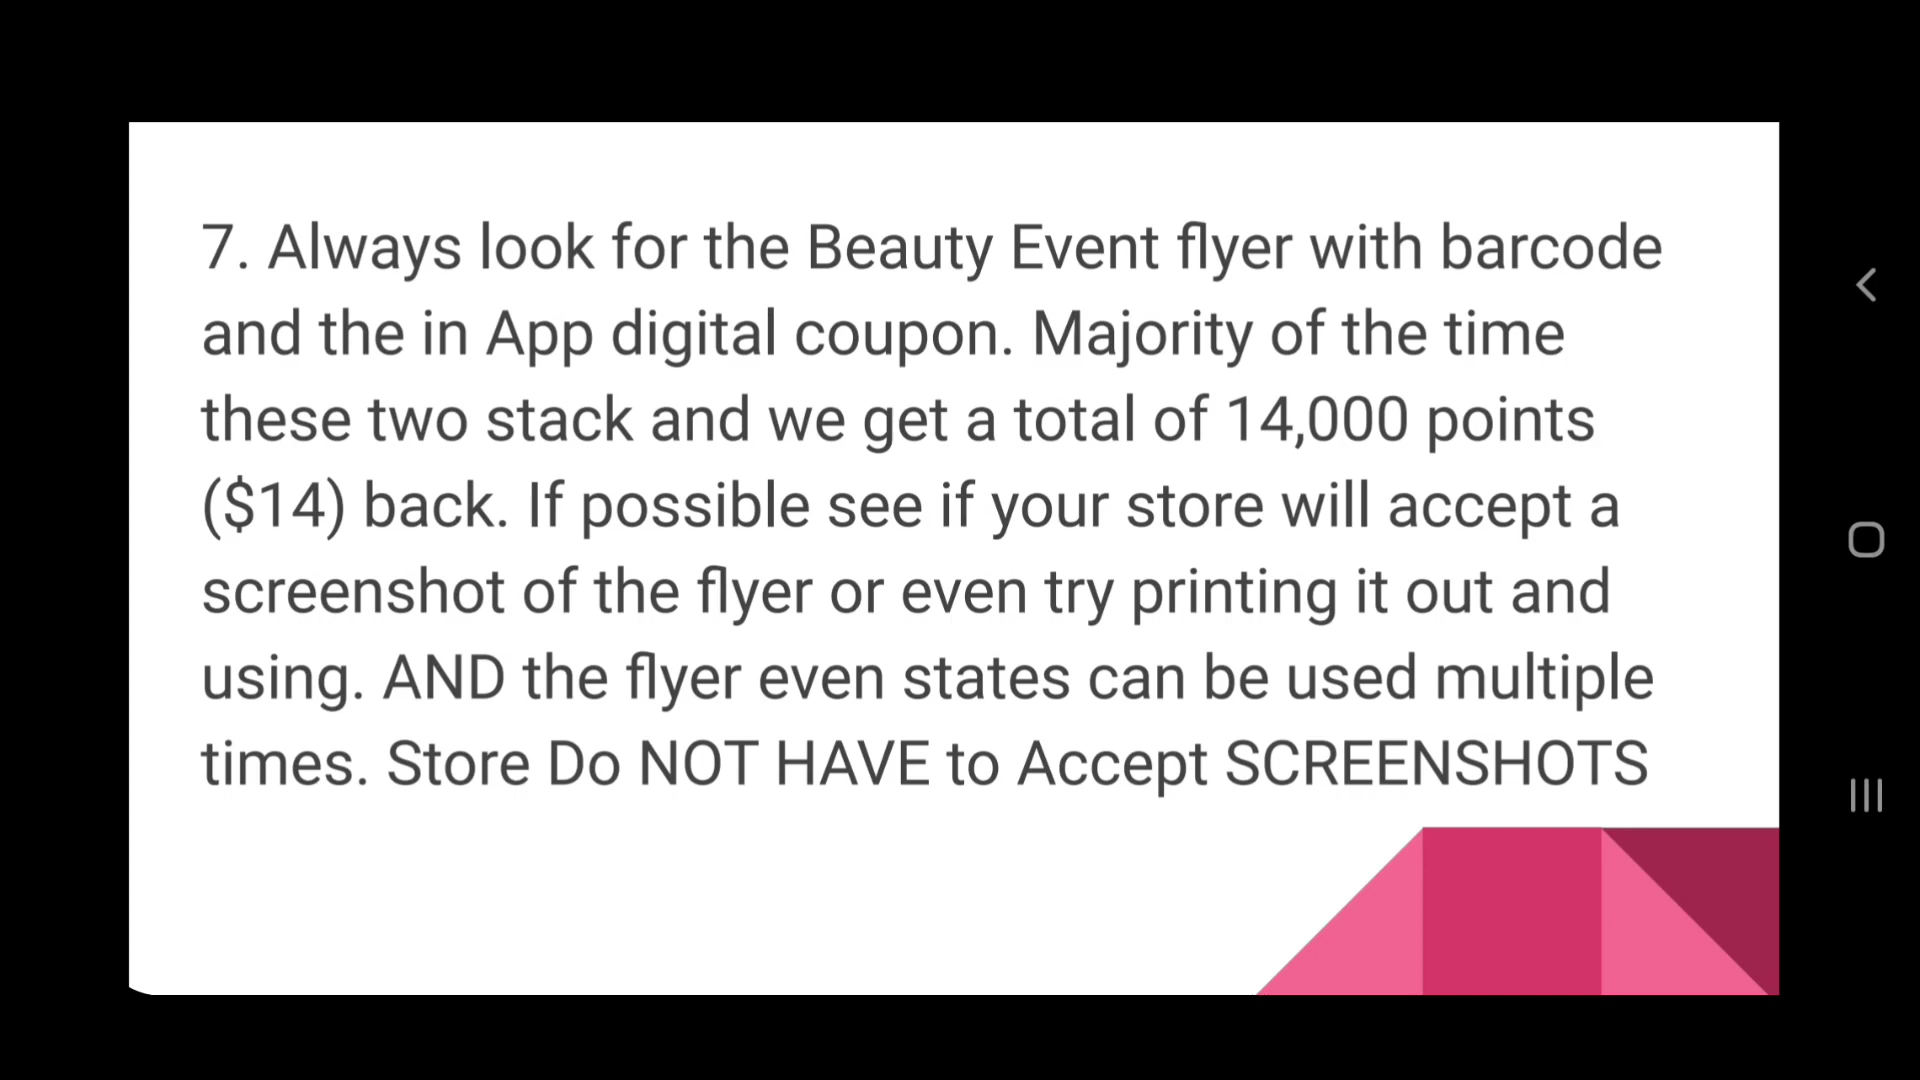 7. Always look for the Beauty Event flyer with barcode
and the in App digital coupon. Majority of the time
these two stack and we get a total of 14,000 points
($14) back. If possible see if your store will accept a
screenshot of the flyer or even try printing it out and
using. AND the flyer even states can be used multiple
times. Store Do NOT HAVE to Accept SCREENSHOTS